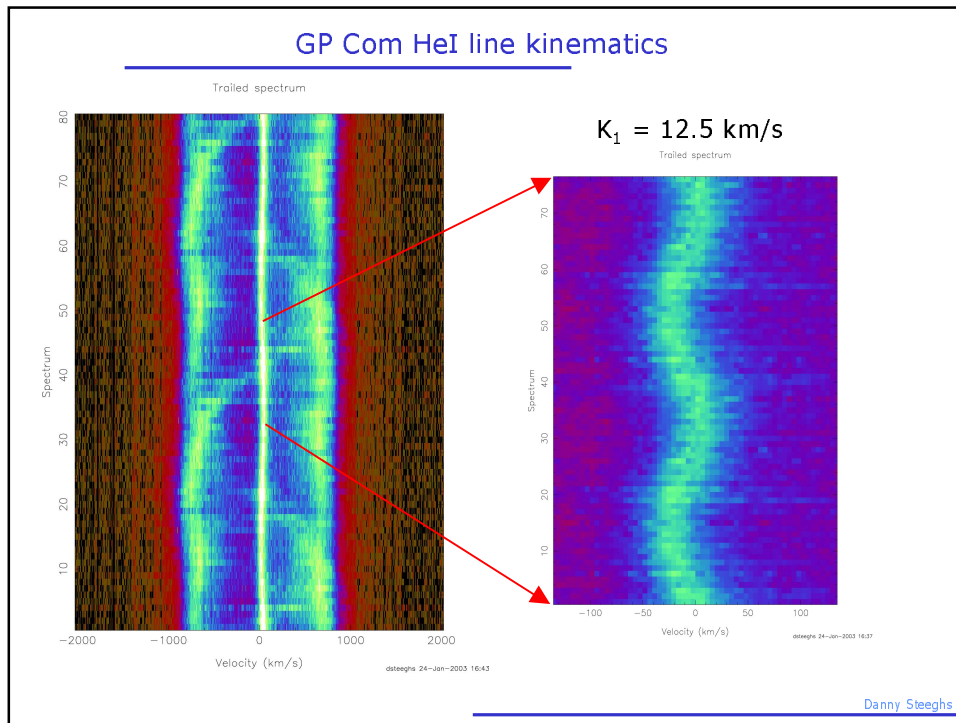 GP Com HeI line kinematics
Trailed spectrum
80
70
60
50
40
30
20
10
Spectrum
−2000 −1000 0 1000 2000
Velocity (km/s)
dsteeghs 24−Jan−2003 16:43
K1 = 12.5 km/s
Trailed spectrum
70
60
50
40
30
20
10
Spectrum
−100 −50 0 50 100
Velocity (km/s)
dsteeghs 24−Jan−2003 16:37
Danny Steeghs